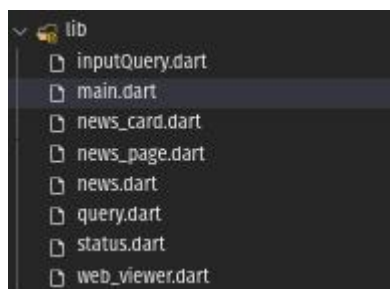 lib
inputQuery.dart
main.dart
news_card.dart
news_page.dart
news.dart
query.dart
status.dart
web_viewer.dart